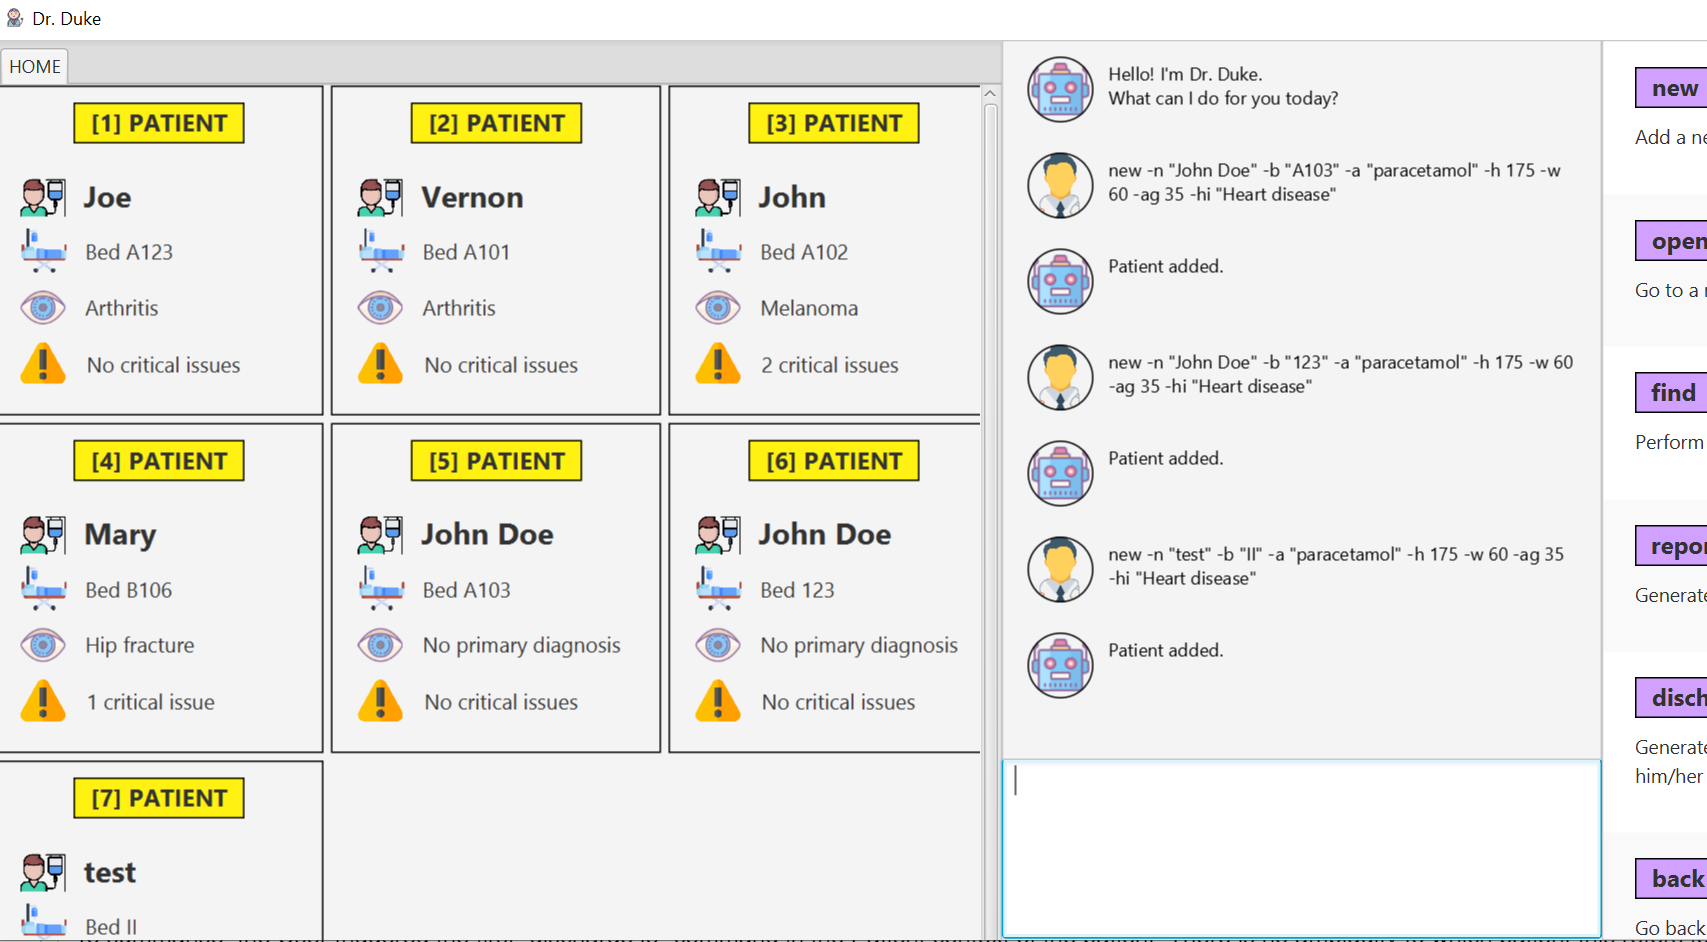 Dr. Duke
HOME
[1] PATIENT
Joe
Bed A123
Arthritis
No critical issues
[2] PATIENT
Vernon
Bed A101
Arthritis
No critical issues
[3] PATIENT
John
Bed A102
Melanoma
2 critical issues
[4] PATIENT
Mary
Bed B106
Hip fracture
1 critical issue
[5] PATIENT
John Doe
Bed A103
No primary diagnosis
No critical issues
[6] PATIENT
John Doe
Bed 123
No primary diagnosis
No critical issues
[7] PATIENT
test
Bed II
Hello! I'm Dr. Duke.
What can I do for you today?
new -n "John Doe" -b "A103" -a "paracetamol" -h 175 -w
60 -ag 35 -hi "Heart disease"
Patient added.
new -n "John Doe" -b "123" -a "paracetamol" -h 175 -w 60
-ag 35 -hi "Heart disease"
Patient added.
new -n "test" -b "II" -a "paracetamol" -h 175 -w 60 -ag 35
-hi "Heart disease"
Patient added.
new
Add a ne
open
Go to a
find
Perform
repor
Generate
disch
Generate
him/her
back
Go back